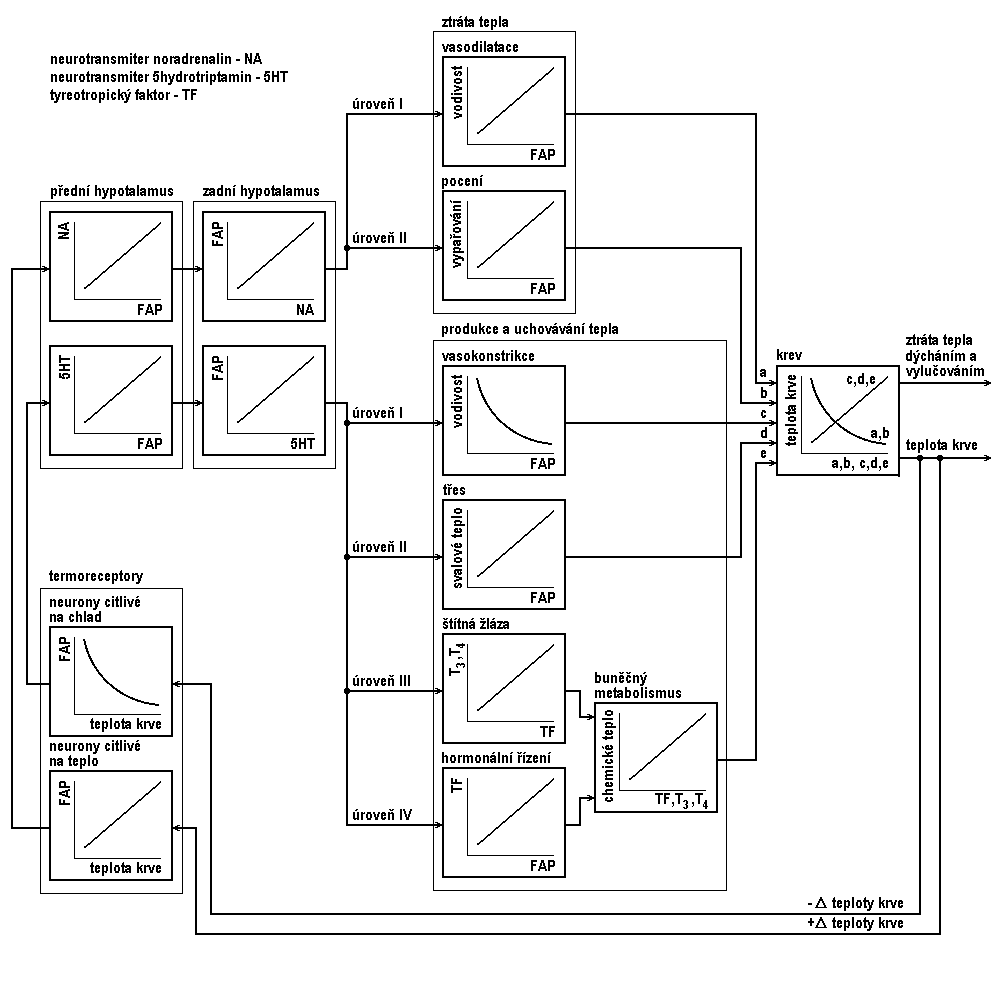 neurotransmiter noradrenalin - NA
neurotransmiter 5hydrotriptamin - 5HT
tyreotropický faktor - TF
ztráta tepla
vasodilatace
vodivost
FAP
úroveň I
pocení
vypařování
FAP
úroveň II
přední hypotalamus
NA
FAP
5HT
FAP
zadní hypotalamus
FAP
NA
FAP
5HT
produkce a uchovávání tepla
vasokonstrikce
vodivost
FAP
úroveň I
třes
svalové teplo
FAP
úroveň II
štítná žláza
T3,T4
TF
úroveň III
hormonální řízení
TF
FAP
úroveň IV
buněčný
metabolismus
chemické teplo
TF,T3,T4
krev
a
b
c
d
e
teplota krve
c,d,e
a,b
a,b, c,d,e
ztráta tepla
dýcháním a
vylučováním
teplota krve
termoreceptory
neurony citlivé
na chlad
FAP
teplota krve
neurony citlivé
na teplo
FAP
teplota krve
- Δ teploty krve
+Δ teploty krve